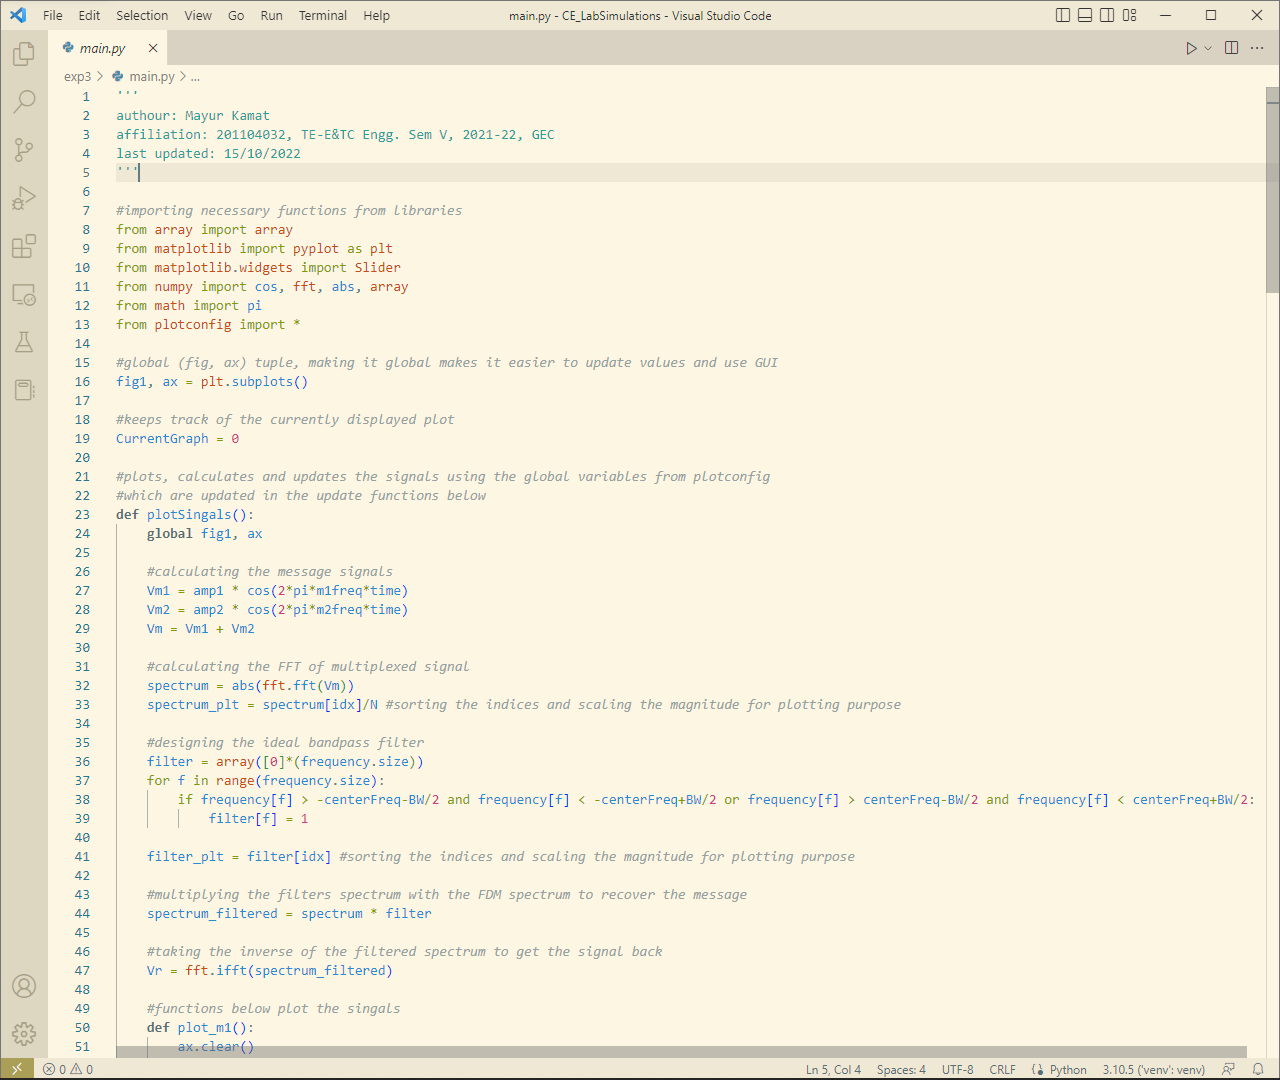 File Edit Selection View Go Run Terminal Help main.py - CE_LabSimulations - Visual Studio Code
main.py
exp3 > main.py > ...
1 '''
2 authour: Mayur Kamat
3 affiliation: 201104032, TE-E&TC Engg. Sem V, 2021-22, GEC
4 last updated: 15/10/2022
5 '''
6
7 #importing necessary functions from libraries
8 from array import array
9 from matplotlib import pyplot as plt
10 from matplotlib.widgets import Slider
11 from numpy import cos, fft, abs, array
12 from math import pi
13 from plotconfig import *
14
15 #global (fig, ax) tuple, making it global makes it easier to update values and use GUI
16 fig1, ax = plt.subplots()
17
18 #keeps track of the currently displayed plot
19 CurrentGraph = 0
20
21 #plots, calculates and updates the signals using the global variables from plotconfig
22 #which are updated in the update functions below
23 def plotSingals():
24     global fig1, ax
25
26     #calculating the message signals
27     Vm1 = amp1 * cos(2*pi*m1freq*time)
28     Vm2 = amp2 * cos(2*pi*m2freq*time)
29     Vm = Vm1 + Vm2
30
31     #calculating the FFT of multiplexed signal
32     spectrum = abs(fft.fft(Vm))
33     spectrum_plt = spectrum[idx]/N #sorting the indices and scaling the magnitude for plotting purpose
34
35     #designing the ideal bandpass filter
36     filter = array([0]*(frequency.size))
37     for f in range(frequency.size):
38         if frequency[f] > -centerFreq-BW/2 and frequency[f] < -centerFreq+BW/2 or frequency[f] > centerFreq-BW/2 and frequency[f] < centerFreq+BW/2:
39             filter[f] = 1
40
41     filter_plt = filter[idx] #sorting the indices and scaling the magnitude for plotting purpose
42
43     #multiplying the filters spectrum with the FDM spectrum to recover the message
44     spectrum_filtered = spectrum * filter
45
46     #taking the inverse of the filtered spectrum to get the signal back
47     Vr = fft.ifft(spectrum_filtered)
48
49     #functions below plot the singals
50     def plot_m1():
51         ax.clear()
0 0 Ln 5, Col 4 Spaces: 4 UTF-8 CRLF Python 3.10.5 ('venv': venv)